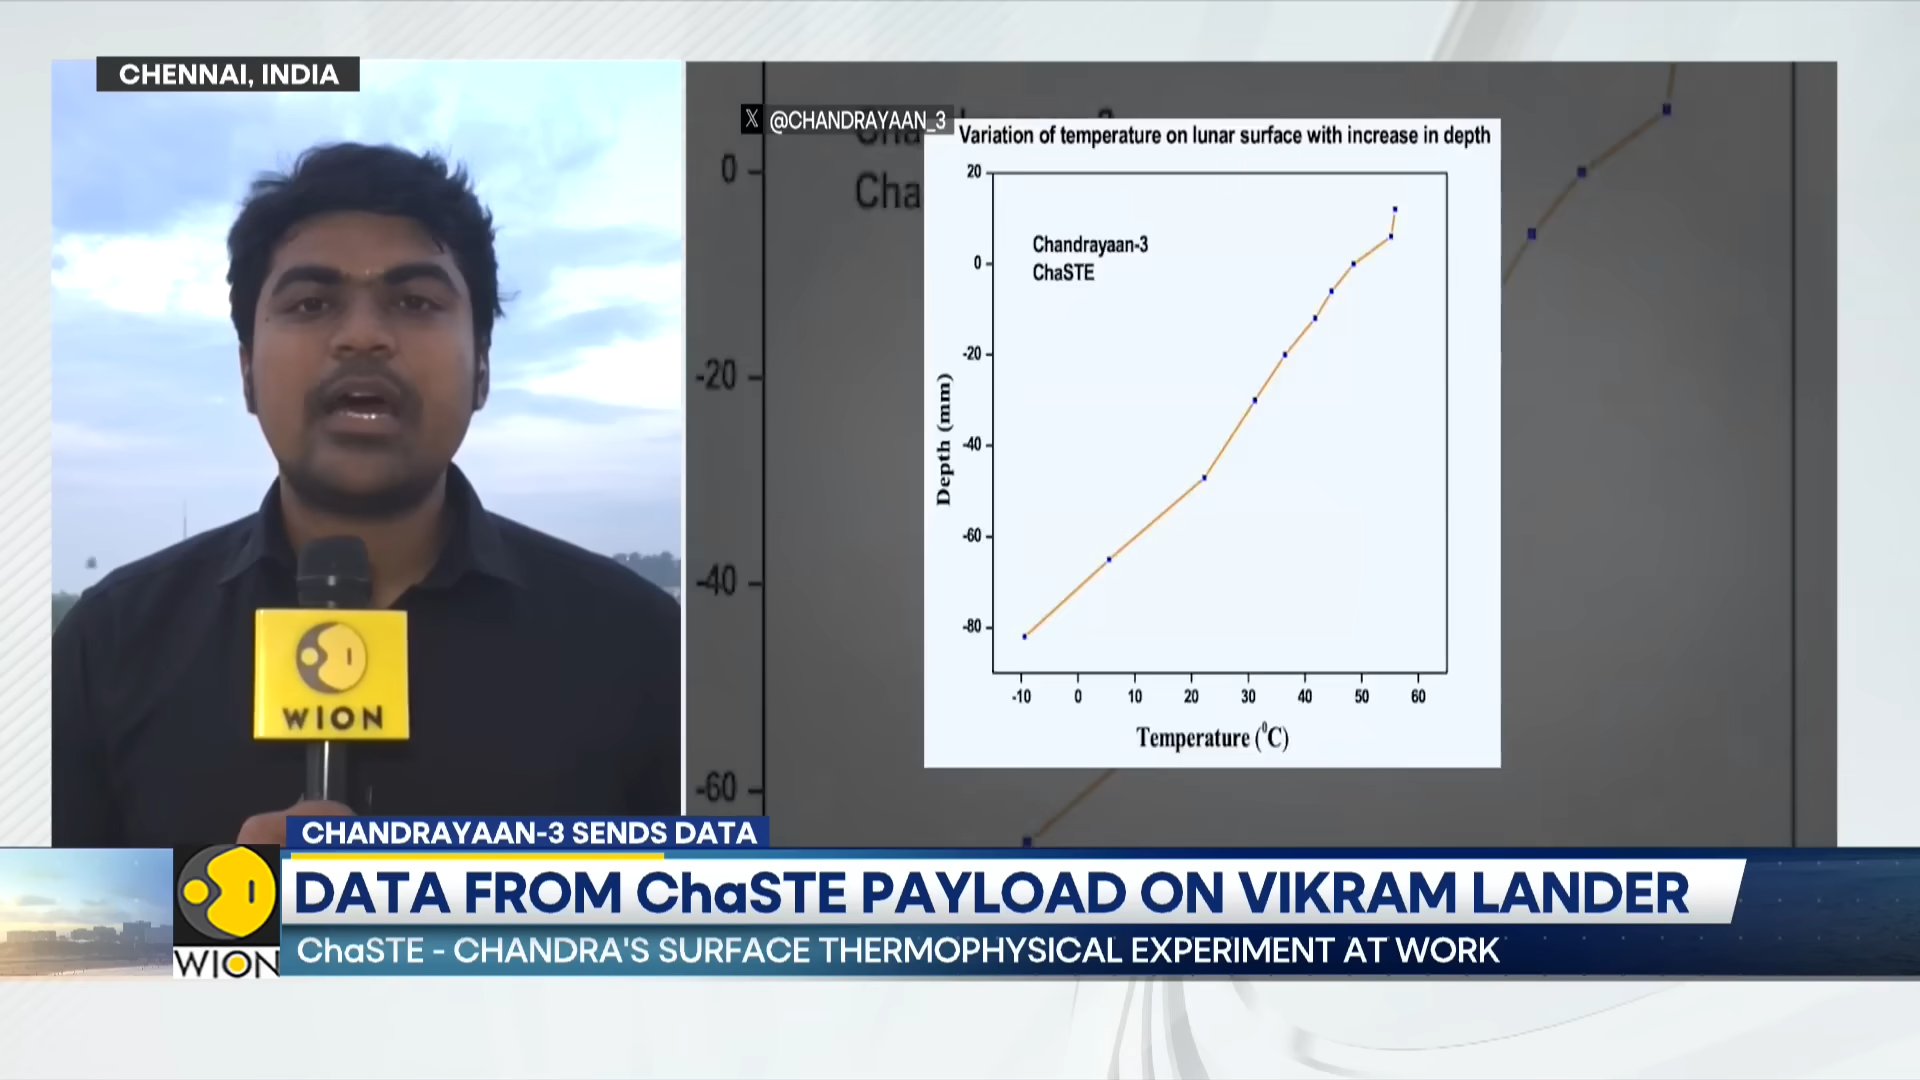 CHENNAI, INDIA
𝕏 @CHANDRAYAAN_3
0
-20
-40
-60
Cha
Variation of temperature on lunar surface with increase in depth
20
0
-20
-40
-60
-80
Chandrayaan-3
ChaSTE
Depth (mm)
-10 0 10 20 30 40 50 60
Temperature (⁰C)
WION
CHANDRAYAAN-3 SENDS DATA
DATA FROM ChaSTE PAYLOAD ON VIKRAM LANDER
ChaSTE - CHANDRA'S SURFACE THERMOPHYSICAL EXPERIMENT AT WORK
WION